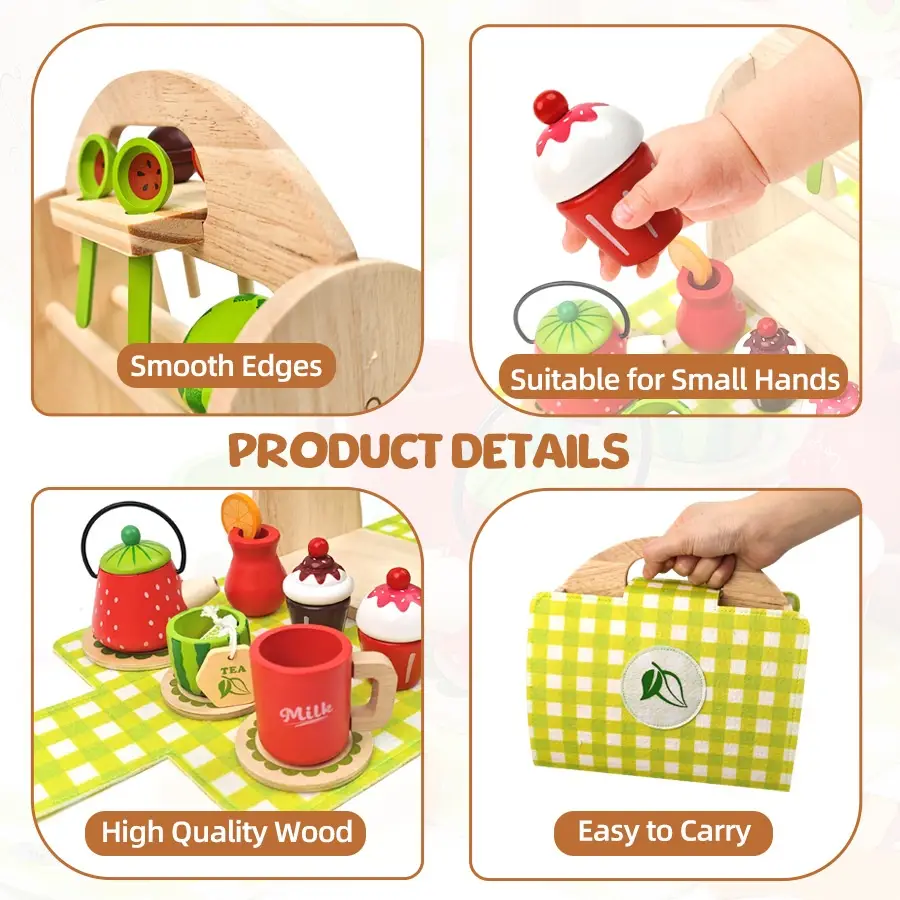 Smooth Edges
Suitable for Small Hands
PRODUCT DETAILS
TEA
Milk
High Quality Wood
Easy to Carry